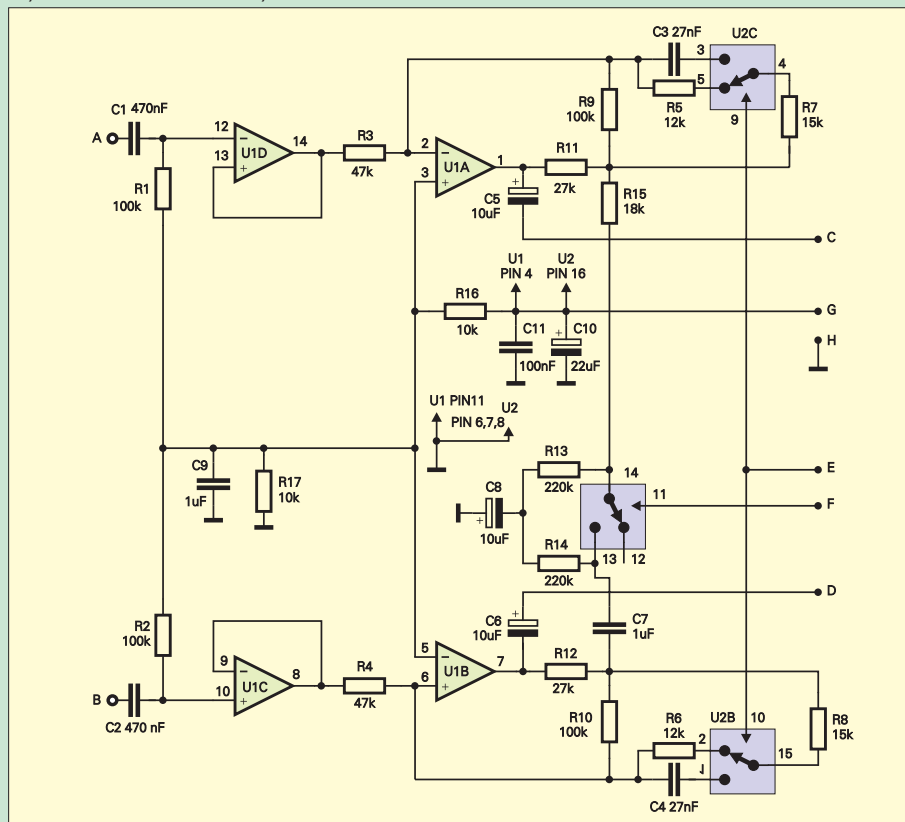 C3 27nF
U2C
3
4
5
C1 470nF
R9
100k
R5
12k
R7
15k
9
A
12
14
R3
2
13
U1D
47k
U1A
1
R11
3
27k
R1
100k
C5
10uF
R15
18k
C
U1
PIN 4
U2
PIN 16
R16
10k
G
C11
100nF
C10
22uF
H
U1 PIN11
U2
PIN 6,7,8
R13
220k
14
E
C9
1uF
R17
10k
C8
10uF
11
F
R14
220k
13
12
D
C6
10uF
C7
1uF
R2
100k
5
9
U1C
8
R4
47k
U1B
7
R12
27k
6
10
B
C2 470 nF
R10
100k
R6
12k
U2B
10
2
15
R8
15k
C4 27nF
+
+
+
+
+
+
+
+
+
−
−
−
−